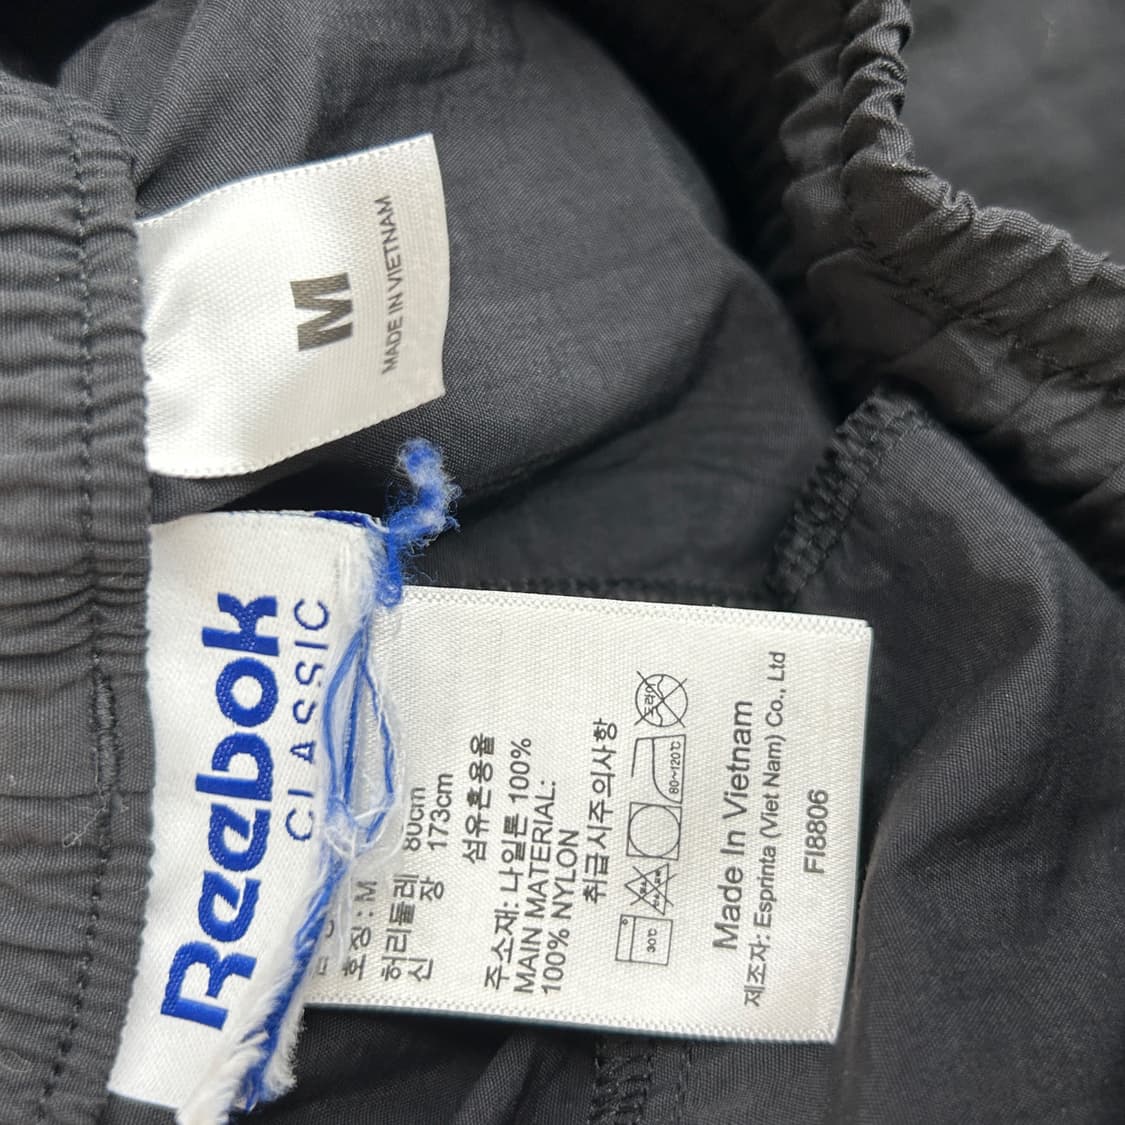 M
MADE IN VIETNAM
Reebok
CLASSIC
호칭 : M
허리둘레 80cm
신 장 173cm
섬유혼용율
주소재: 나일론 100%
MAIN MATERIAL:
100% NYLON
취급시주의사항
30℃
80~120℃
드라이
Made In Vietnam
제조자: Esprinta (Viet Nam) Co., Ltd
FI8806